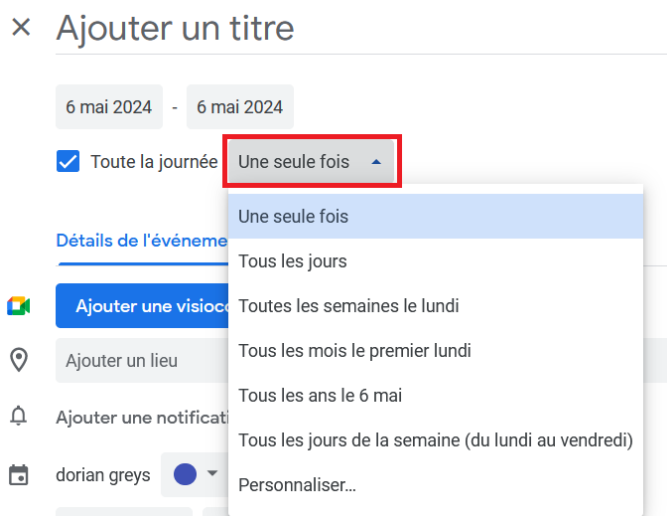 Ajouter un titre
6 mai 2024 - 6 mai 2024
Toute la journée Une seule fois
Une seule fois
Détails de l'événeme
Tous les jours
Ajouter une visioc
Toutes les semaines le lundi
Ajouter un lieu
Tous les mois le premier lundi
Tous les ans le 6 mai
Ajouter une notificati
Tous les jours de la semaine (du lundi au vendredi)
dorian greys
Personnaliser...